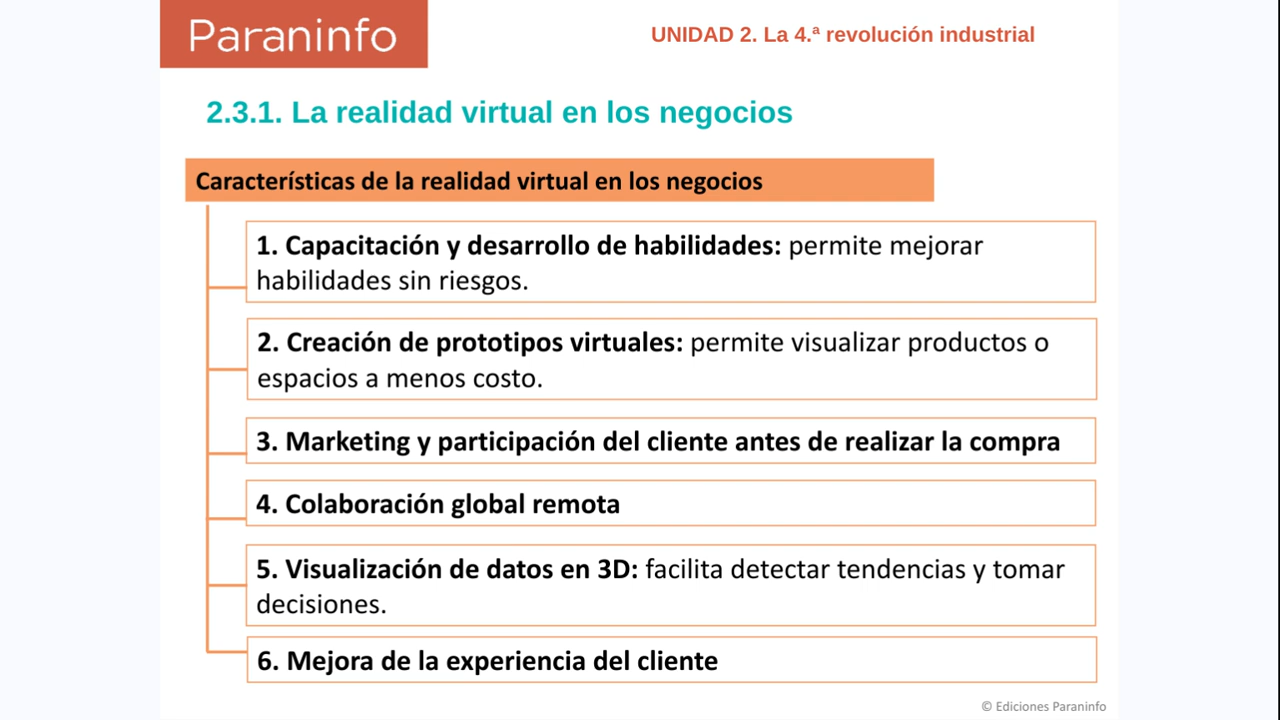 Paraninfo
UNIDAD 2. La 4.ª revolución industrial
2.3.1. La realidad virtual en los negocios
Características de la realidad virtual en los negocios
1. Capacitación y desarrollo de habilidades: permite mejorar
habilidades sin riesgos.
2. Creación de prototipos virtuales: permite visualizar productos o
espacios a menos costo.
3. Marketing y participación del cliente antes de realizar la compra
4. Colaboración global remota
5. Visualización de datos en 3D: facilita detectar tendencias y tomar
decisiones.
6. Mejora de la experiencia del cliente
© Ediciones Paraninfo